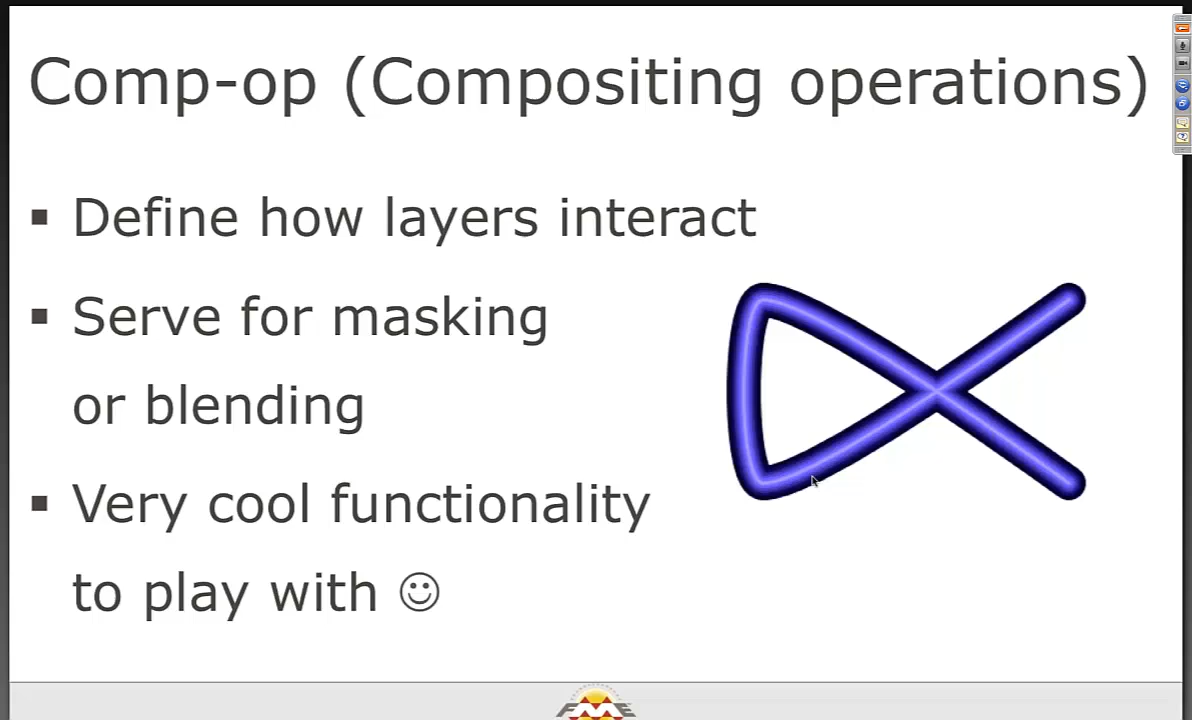 Comp-op (Compositing operations)
▪ Define how layers interact
▪ Serve for masking
or blending
▪ Very cool functionality
to play with ☺
FME